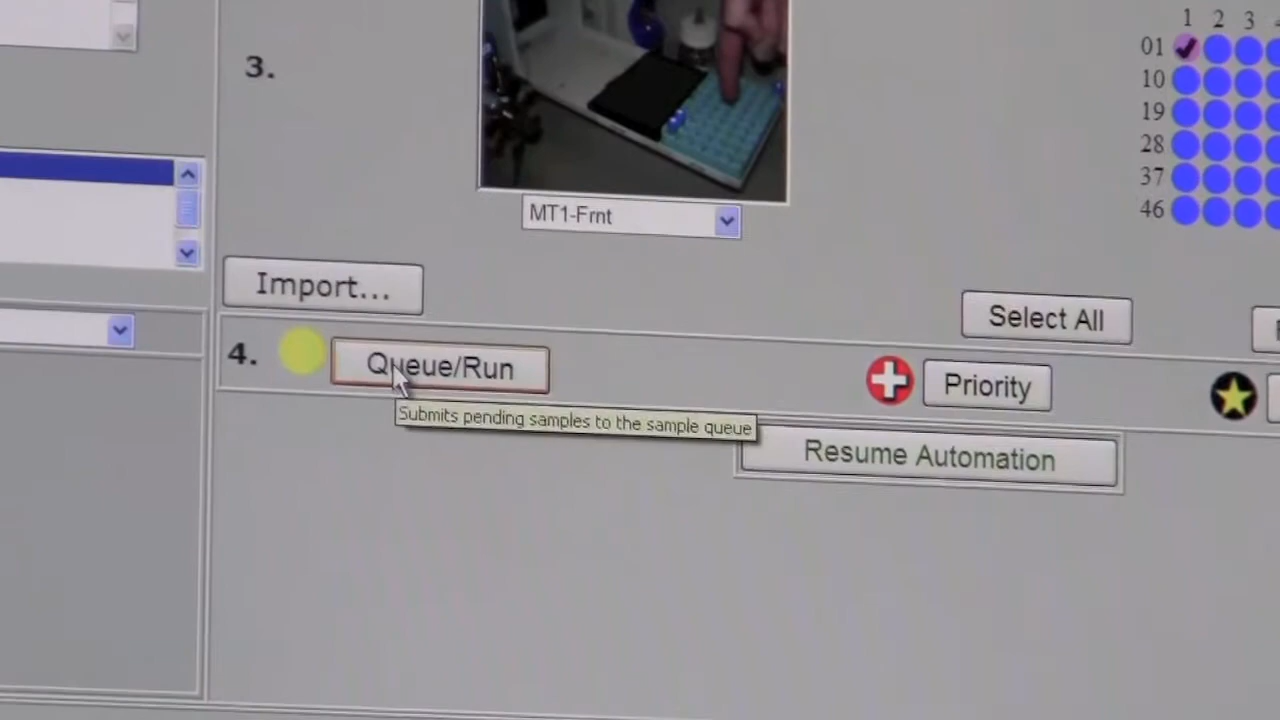 1 2 3
01
3.
10
19
28
37
46
MT1-Frnt
Import...
Select All
4. Queue/Run
Priority
Submits pending samples to the sample queue
Resume Automation